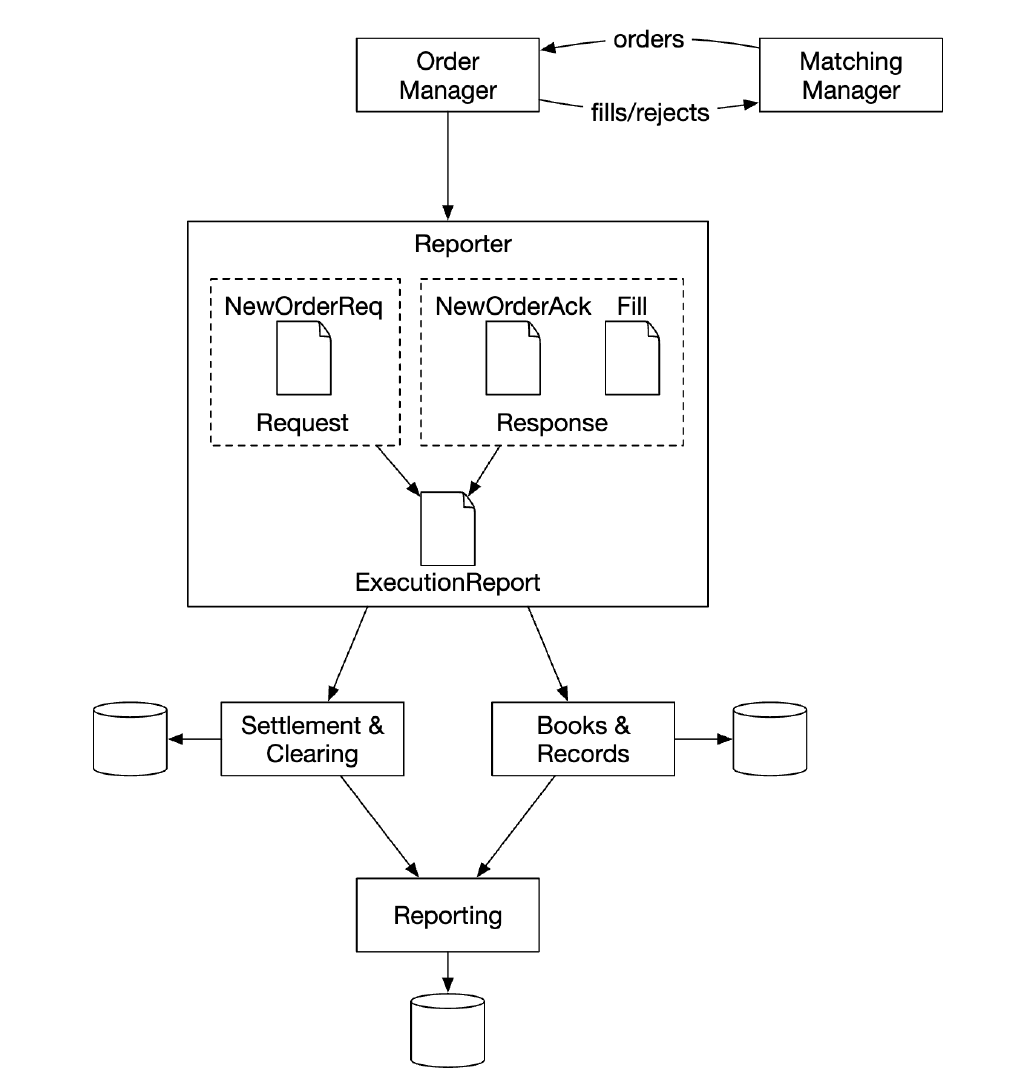 orders
Order
Manager
Matching
Manager
fills/rejects
Reporter
NewOrderReq
NewOrderAck
Fill
Request
Response
ExecutionReport
Settlement &
Clearing
Books &
Records
Reporting